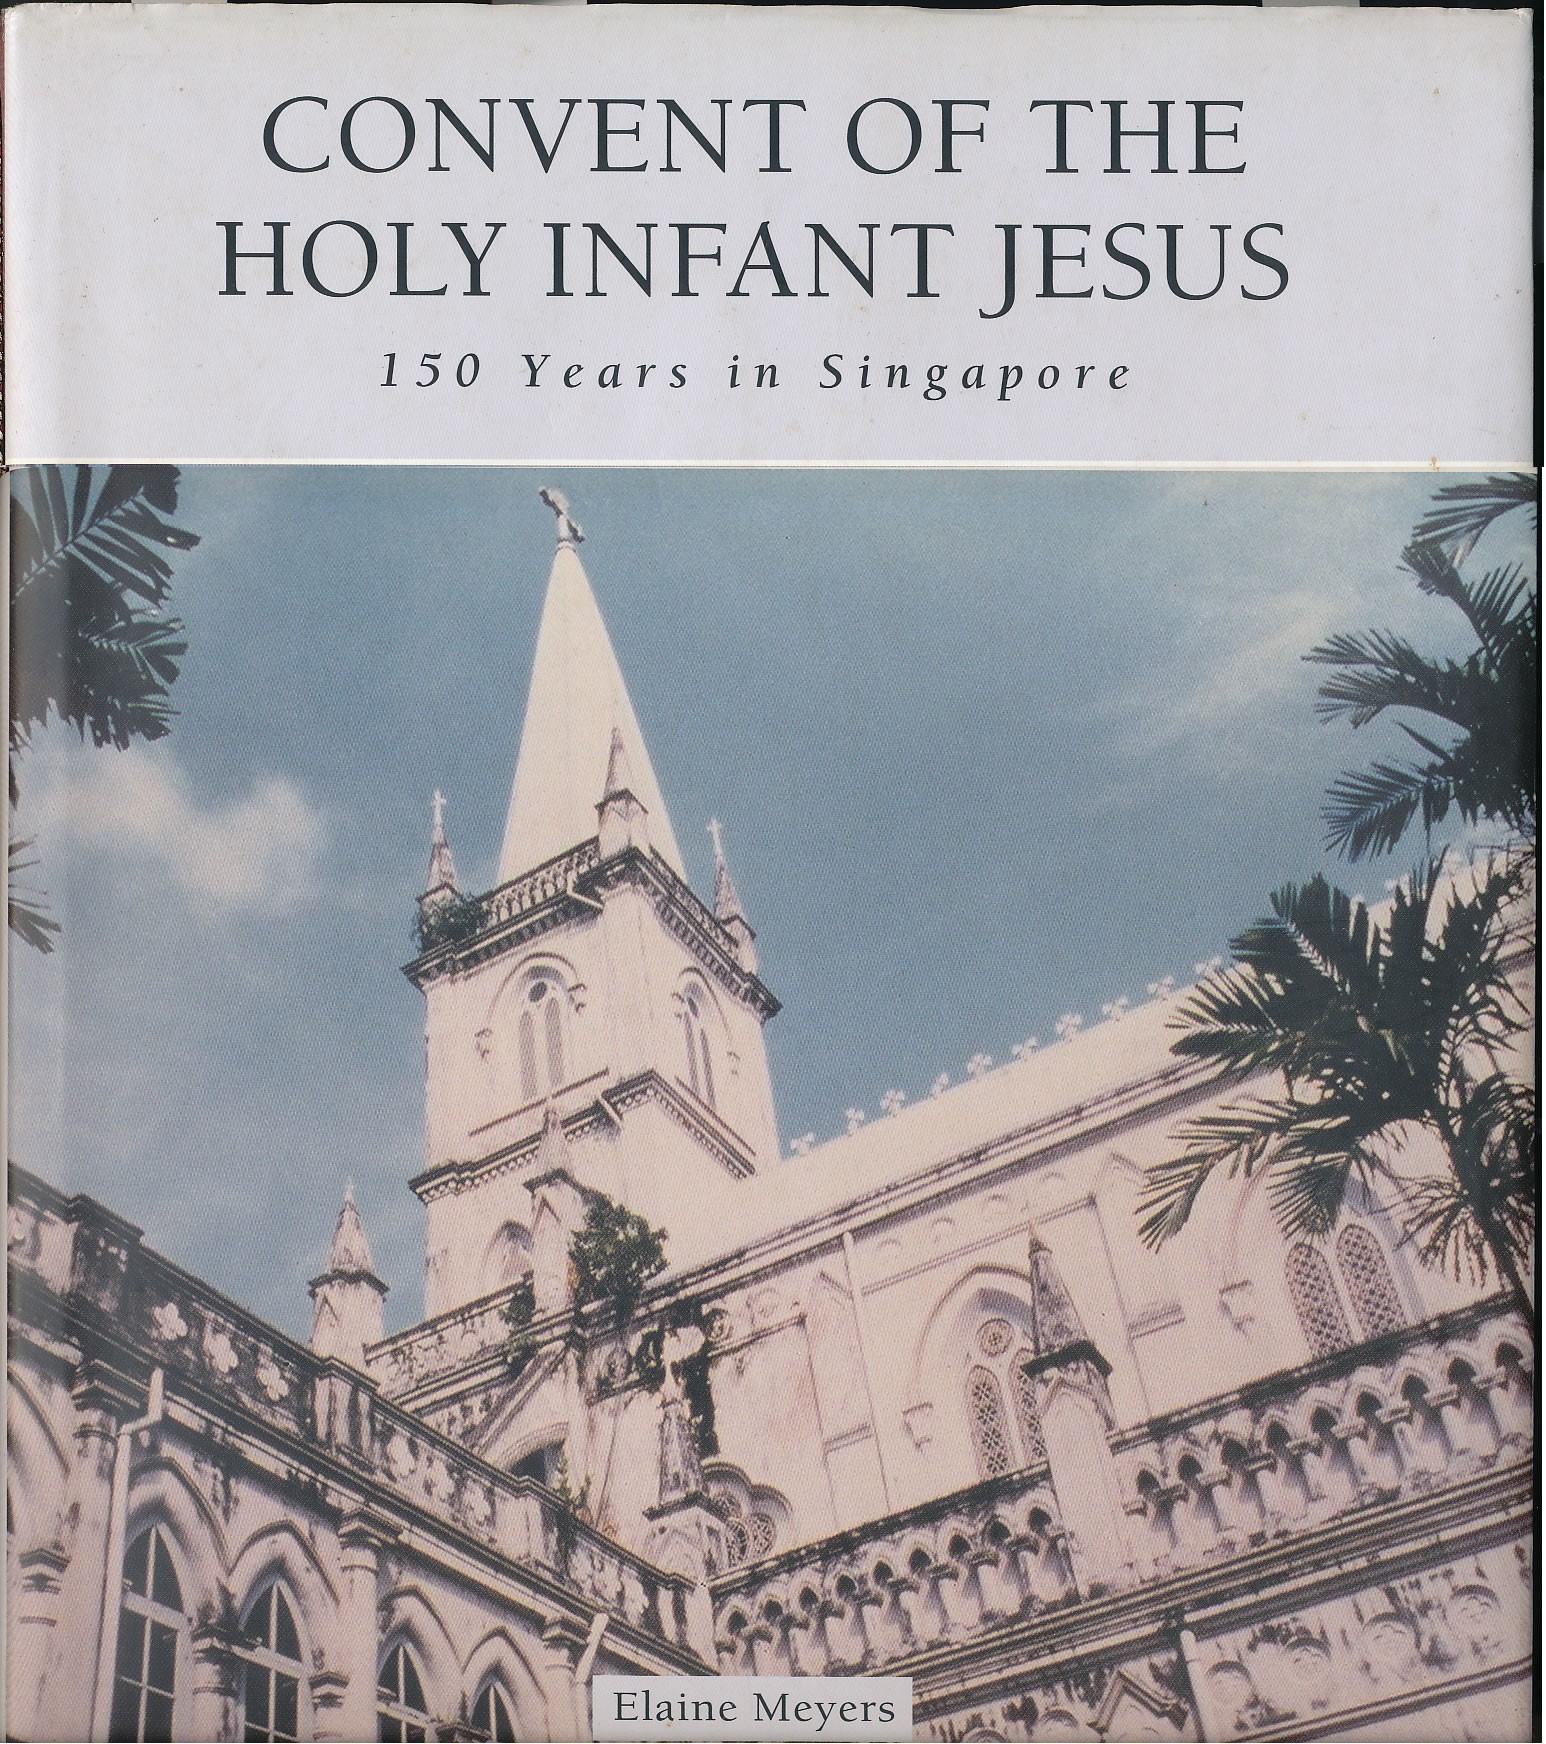 CONVENT OF THE
HOLY INFANT JESUS
150 Years in Singapore
Elaine Meyers